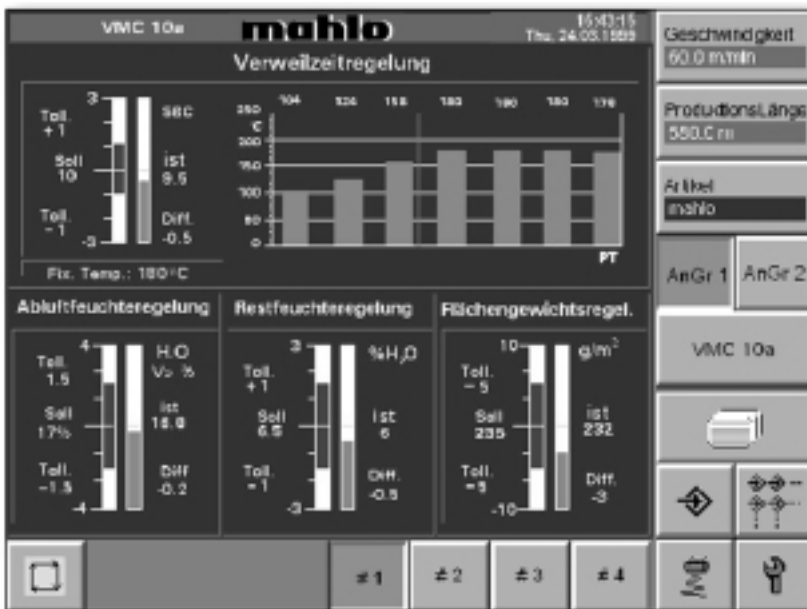 VMC 10a
mahlo
16:43:15
Thu, 24.03.1999
Verweilzeitregelung
3
sec
Toll.
+1
Soll
10
ist
9.5
Toll.
-1
Diff.
-0.5
-3
Fix. Temp.: 180°C
104 124 158 180 180 180 176
250
°C
200
150
100
50
0
PT
Abluftfeuchteregelung
4
H₂O
Vol %
Toll.
1.5
Soll
17%
ist
16.8
Toll.
-1.5
Diff
-0.2
-4
Restfeuchteregelung
3
%H₂O
Toll.
+1
Soll
6.5
ist
6
Toll.
-1
Diff.
-0.5
-3
Flächengewichtsregel.
10
g/m²
Toll.
-5
Soll
235
ist
232
Toll.
-5
Diff.
-3
-10
Geschwindigkeit
60.0 m/min
ProductionsLänge
580.0 m
Artikel
mahlo
AnGr 1
AnGr 2
VMC 10a
≠1
≠2
≠3
≠4